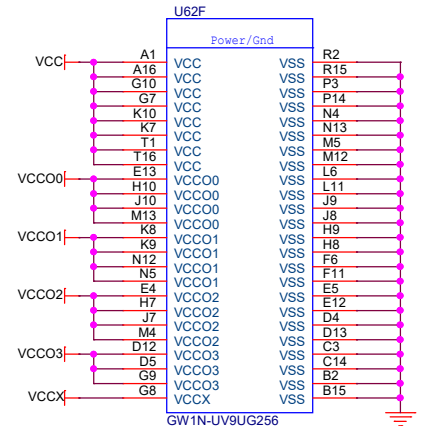 U62F
Power/Gnd
VCC A1 VCC VSS R2
A16 VCC VSS R15
G10 VCC VSS P3
G7 VCC VSS P14
K10 VCC VSS N4
K7 VCC VSS N13
T1 VCC VSS M5
T16 VCC VSS M12
VCCO0 E13 VCCO0 VSS L6
H10 VCCO0 VSS L11
J10 VCCO0 VSS J9
M13 VCCO0 VSS J8
VCCO1 K8 VCCO1 VSS H9
K9 VCCO1 VSS H8
N12 VCCO1 VSS F6
N5 VCCO1 VSS F11
VCCO2 E4 VCCO2 VSS E5
H7 VCCO2 VSS E12
J7 VCCO2 VSS D4
M4 VCCO2 VSS D13
VCCO3 D12 VCCO3 VSS C3
D5 VCCO3 VSS C14
G9 VCCO3 VSS B2
VCCX G8 VCCX VSS B15
GW1N-UV9UG256